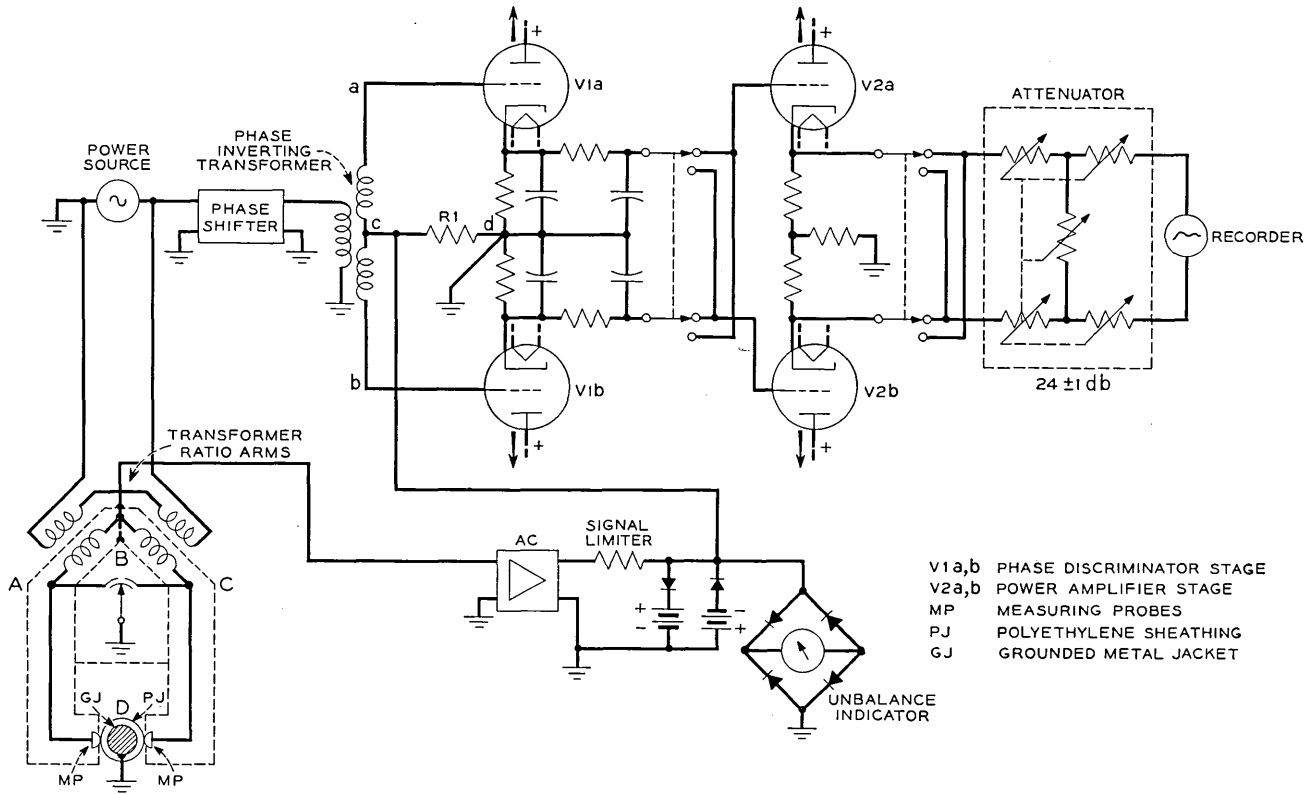 +
V1a
+
V2a
a
ATTENUATOR
PHASE
INVERTING
TRANSFORMER
POWER
SOURCE
PHASE
SHIFTER
c
R1
d
RECORDER
b
V1b
V2b
24 ±1 db
+
+
TRANSFORMER
RATIO ARMS
AC
SIGNAL
LIMITER
A
B
C
+
-
-
+
V1a,b PHASE DISCRIMINATOR STAGE
V2a,b POWER AMPLIFIER STAGE
MP MEASURING PROBES
PJ POLYETHYLENE SHEATHING
GJ GROUNDED METAL JACKET
UNBALANCE
INDICATOR
GJ
D
PJ
MP
MP